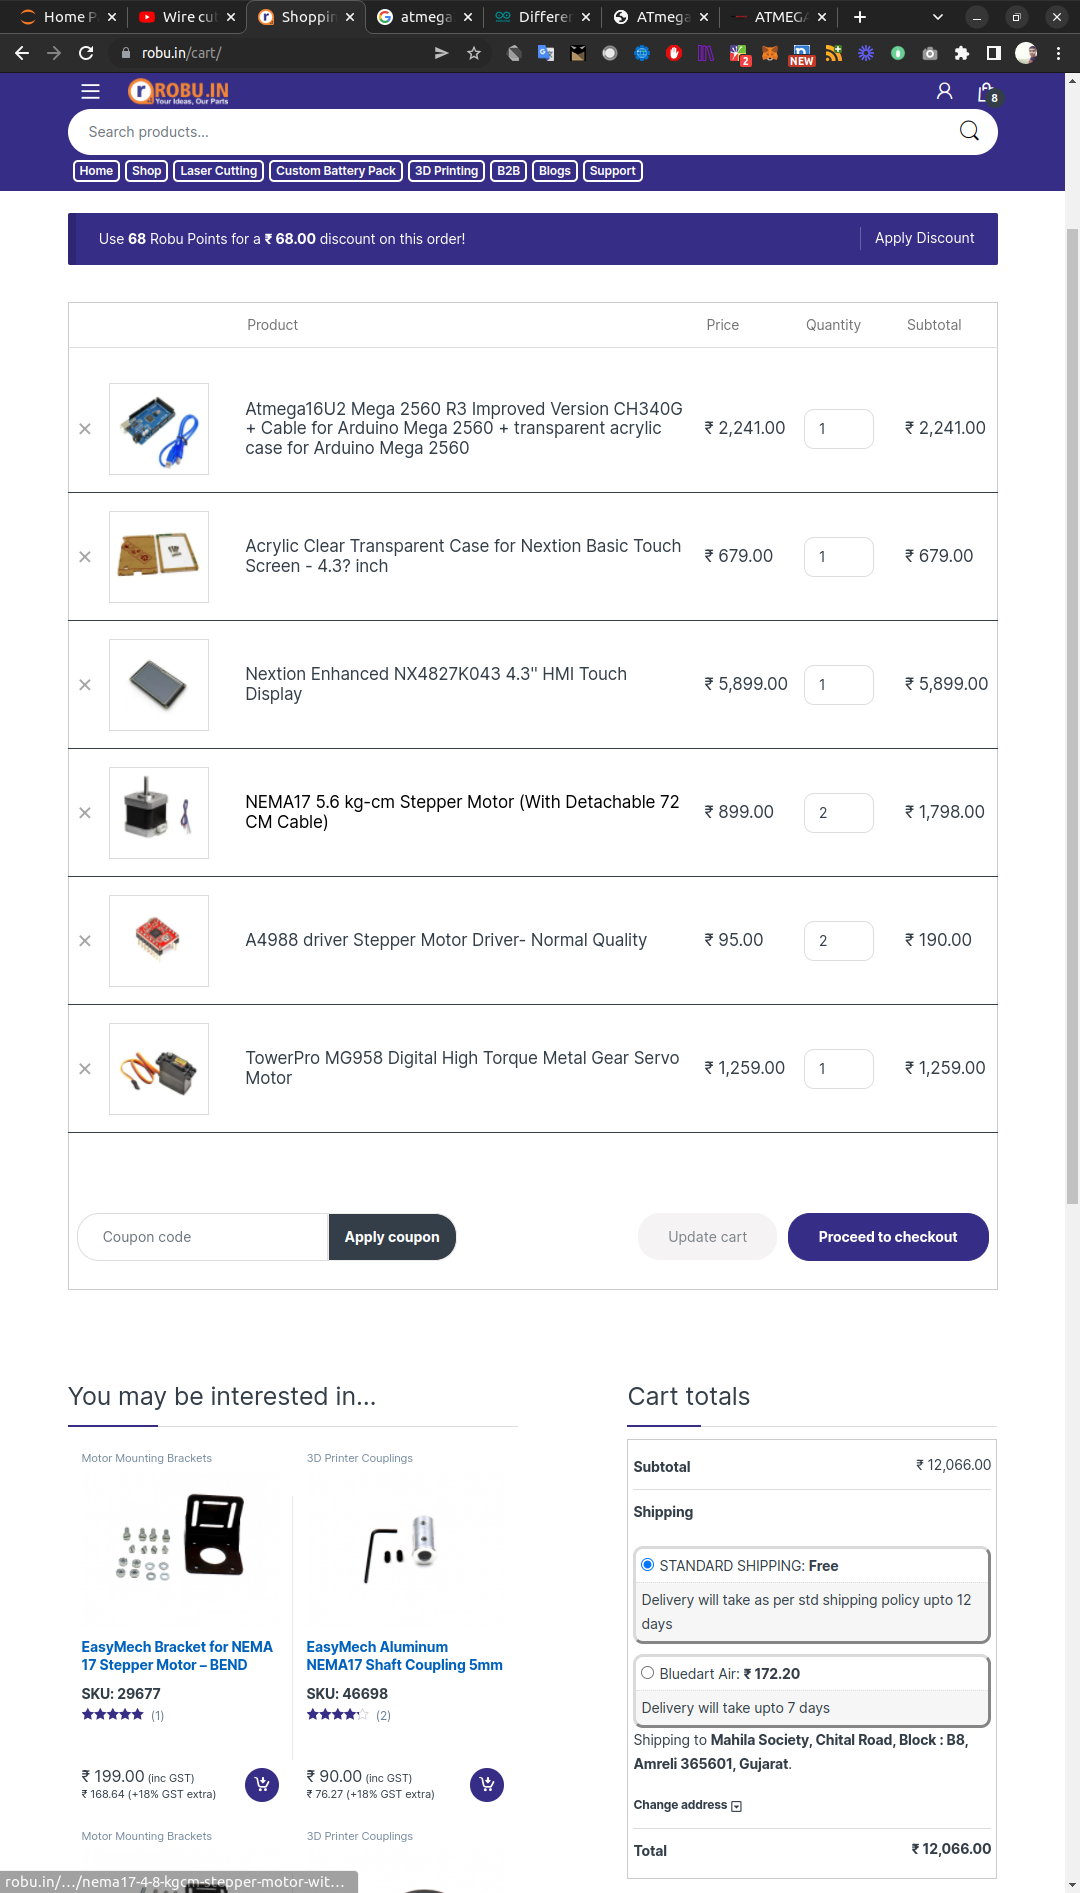 Home P
Wire cu
Shoppin
atmega
Differen
ATmega
ATMEGA
robu.in/cart/
2
NEW
ROBU.IN
Your Ideas, Our Parts
8
Search products...
Home
Shop
Laser Cutting
Custom Battery Pack
3D Printing
B2B
Blogs
Support
Use 68 Robu Points for a ₹ 68.00 discount on this order!
Apply Discount
Product Price Quantity Subtotal
Atmega16U2 Mega 2560 R3 Improved Version CH340G
+ Cable for Arduino Mega 2560 + transparent acrylic
case for Arduino Mega 2560
₹ 2,241.00 1 ₹ 2,241.00
Acrylic Clear Transparent Case for Nextion Basic Touch
Screen - 4.3? inch
₹ 679.00 1 ₹ 679.00
Nextion Enhanced NX4827K043 4.3" HMI Touch
Display
₹ 5,899.00 1 ₹ 5,899.00
NEMA17 5.6 kg-cm Stepper Motor (With Detachable 72
CM Cable)
₹ 899.00 2 ₹ 1,798.00
A4988 driver Stepper Motor Driver- Normal Quality
₹ 95.00 2 ₹ 190.00
TowerPro MG958 Digital High Torque Metal Gear Servo
Motor
₹ 1,259.00 1 ₹ 1,259.00
Coupon code
Apply coupon
Update cart
Proceed to checkout
You may be interested in...
Motor Mounting Brackets
EasyMech Bracket for NEMA
17 Stepper Motor – BEND
SKU: 29677
(1)
₹ 199.00 (inc GST)
₹ 168.64 (+18% GST extra)
Motor Mounting Brackets
3D Printer Couplings
EasyMech Aluminum
NEMA17 Shaft Coupling 5mm
SKU: 46698
(2)
₹ 90.00 (inc GST)
₹ 76.27 (+18% GST extra)
3D Printer Couplings
Cart totals
Subtotal ₹ 12,066.00
Shipping
STANDARD SHIPPING: Free
Delivery will take as per std shipping policy upto 12
days
Bluedart Air: ₹ 172.20
Delivery will take upto 7 days
Shipping to Mahila Society, Chital Road, Block : B8,
Amreli 365601, Gujarat.
Change address
Total ₹ 12,066.00
robu.in/.../nema17-4-8-kgcm-stepper-motor-wit...